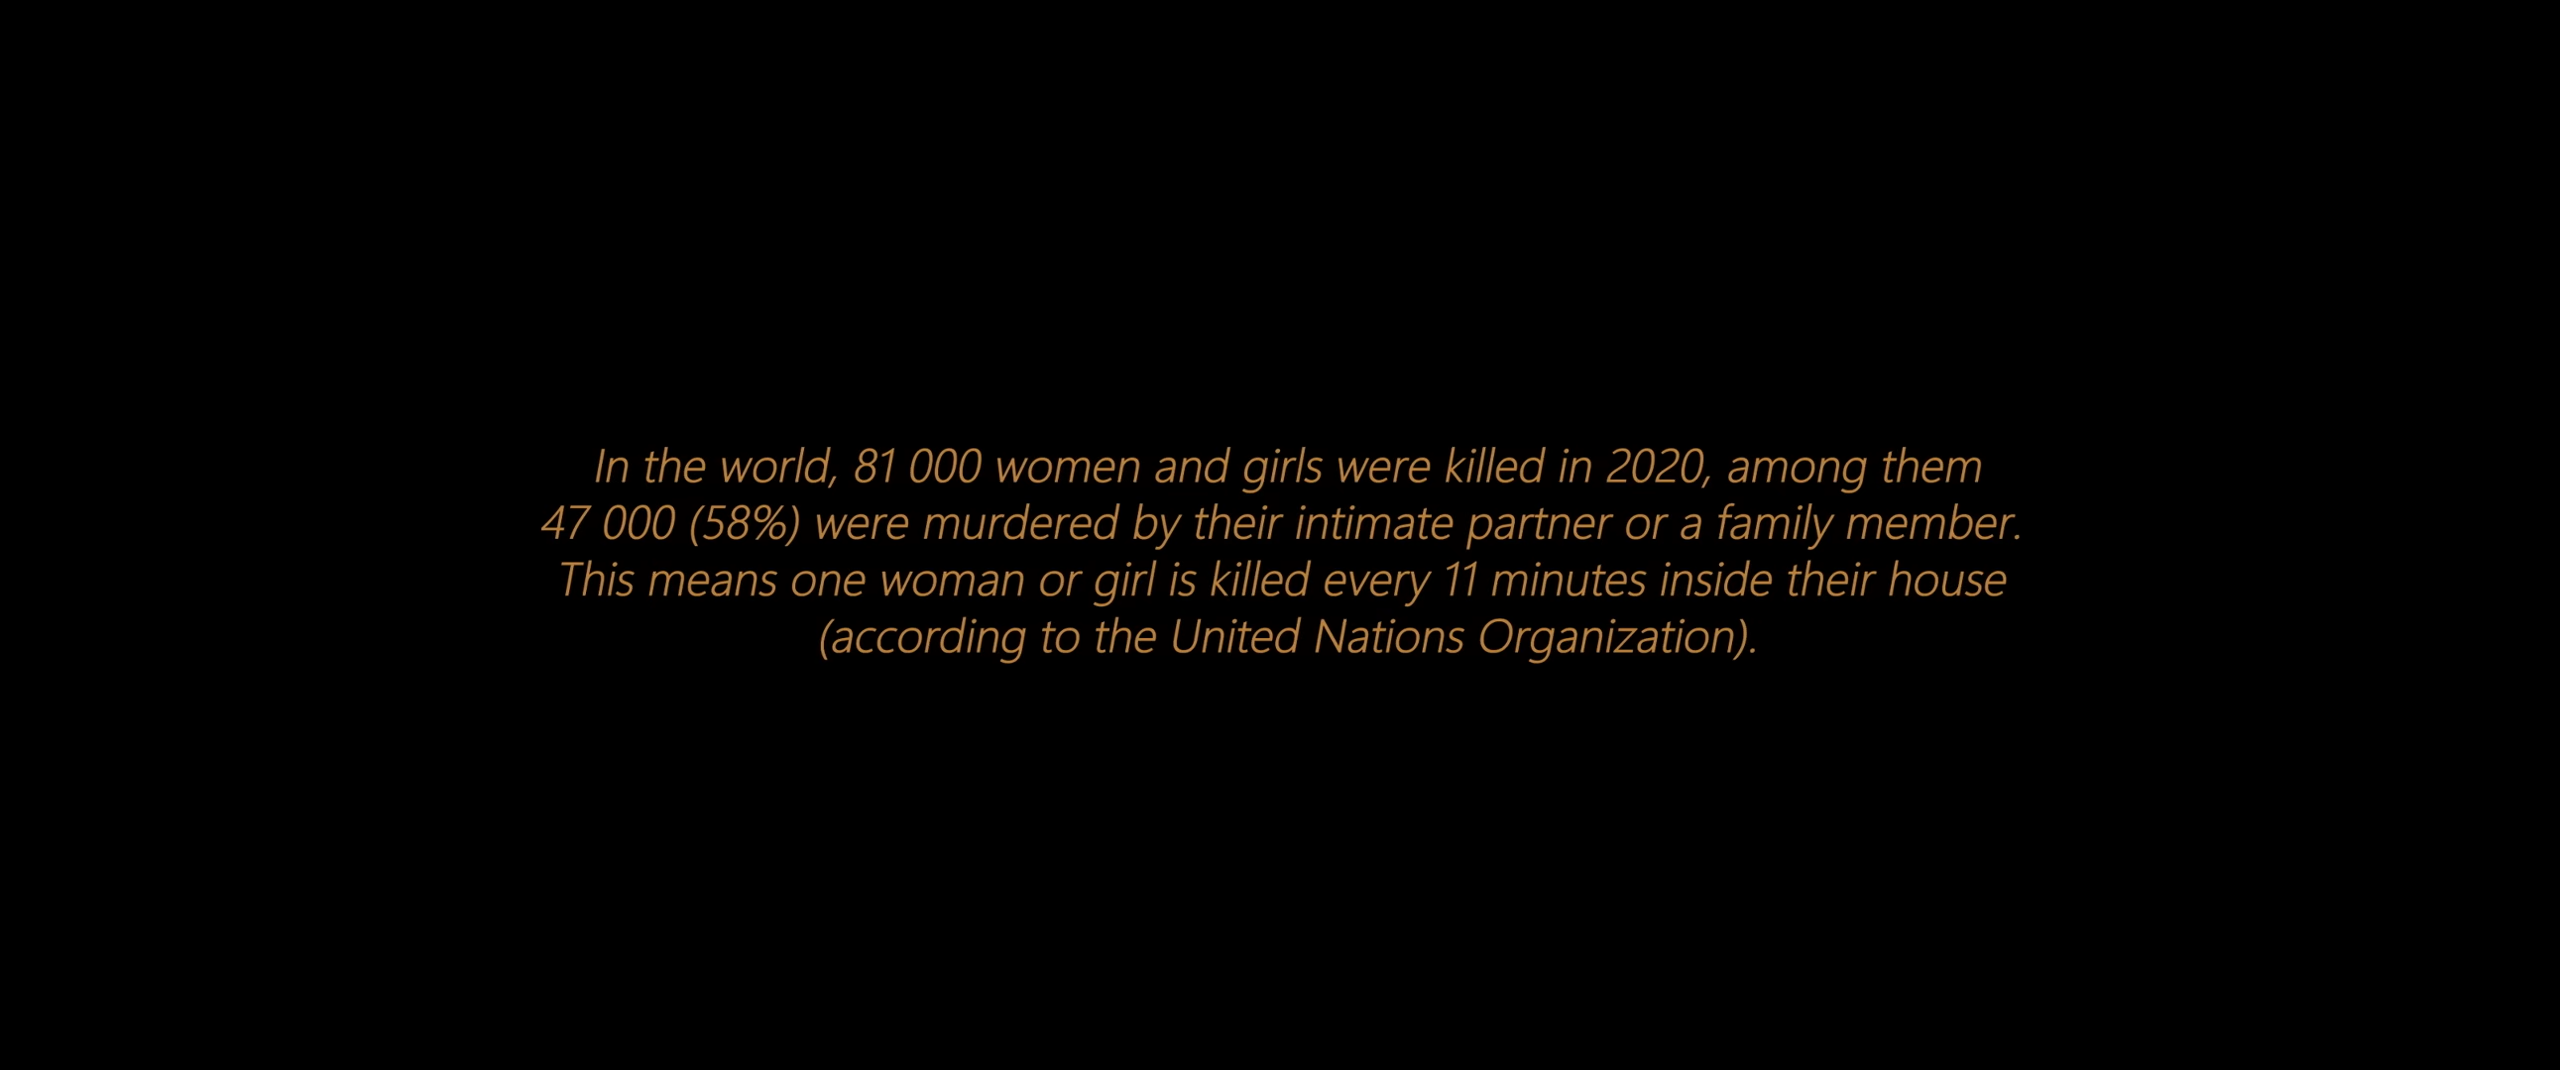 In the world, 81 000 women and girls were killed in 2020, among them
47 000 (58%) were murdered by their intimate partner or a family member.
This means one woman or girl is killed every 11 minutes inside their house
(according to the United Nations Organization).